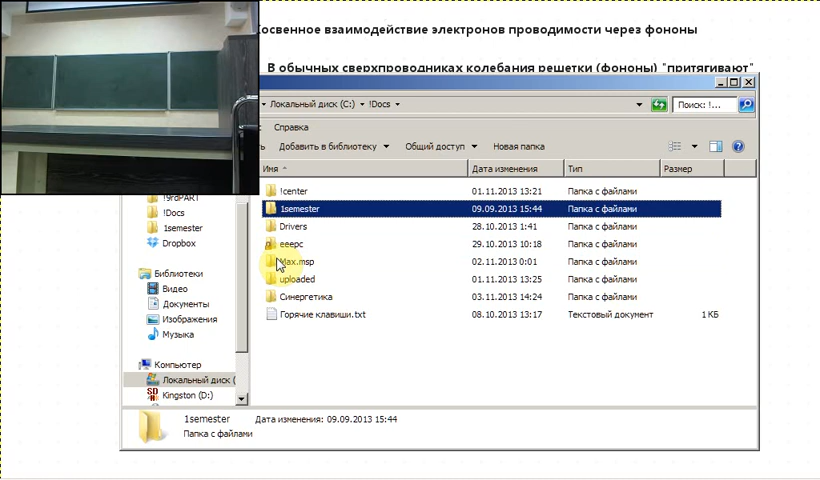 Косвенное взаимодействие электронов проводимости через фононы
В обычных сверхпроводниках колебания решетки (фононы) "притягивают"
Локальный диск (C:) !Docs
Поиск: !...
Справка
Добавить в библиотеку Общий доступ Новая папка
Имя Дата изменения Тип Размер
!center 01.11.2013 13:21 Папка с файлами
1semester 09.09.2013 15:44 Папка с файлами
Drivers 28.10.2013 1:41 Папка с файлами
eeepc 29.10.2013 10:18 Папка с файлами
Max.msp 02.11.2013 0:01 Папка с файлами
uploaded 01.11.2013 13:25 Папка с файлами
Синергетика 03.11.2013 14:24 Папка с файлами
Горячие клавиши.txt 08.10.2013 13:17 Текстовый документ 1 КБ
!9rdPART
!Docs
1semester
Dropbox
Библиотеки
Видео
Документы
Изображения
Музыка
Компьютер
Локальный диск (
Kingston (D:)
1semester Дата изменения: 09.09.2013 15:44
Папка с файлами